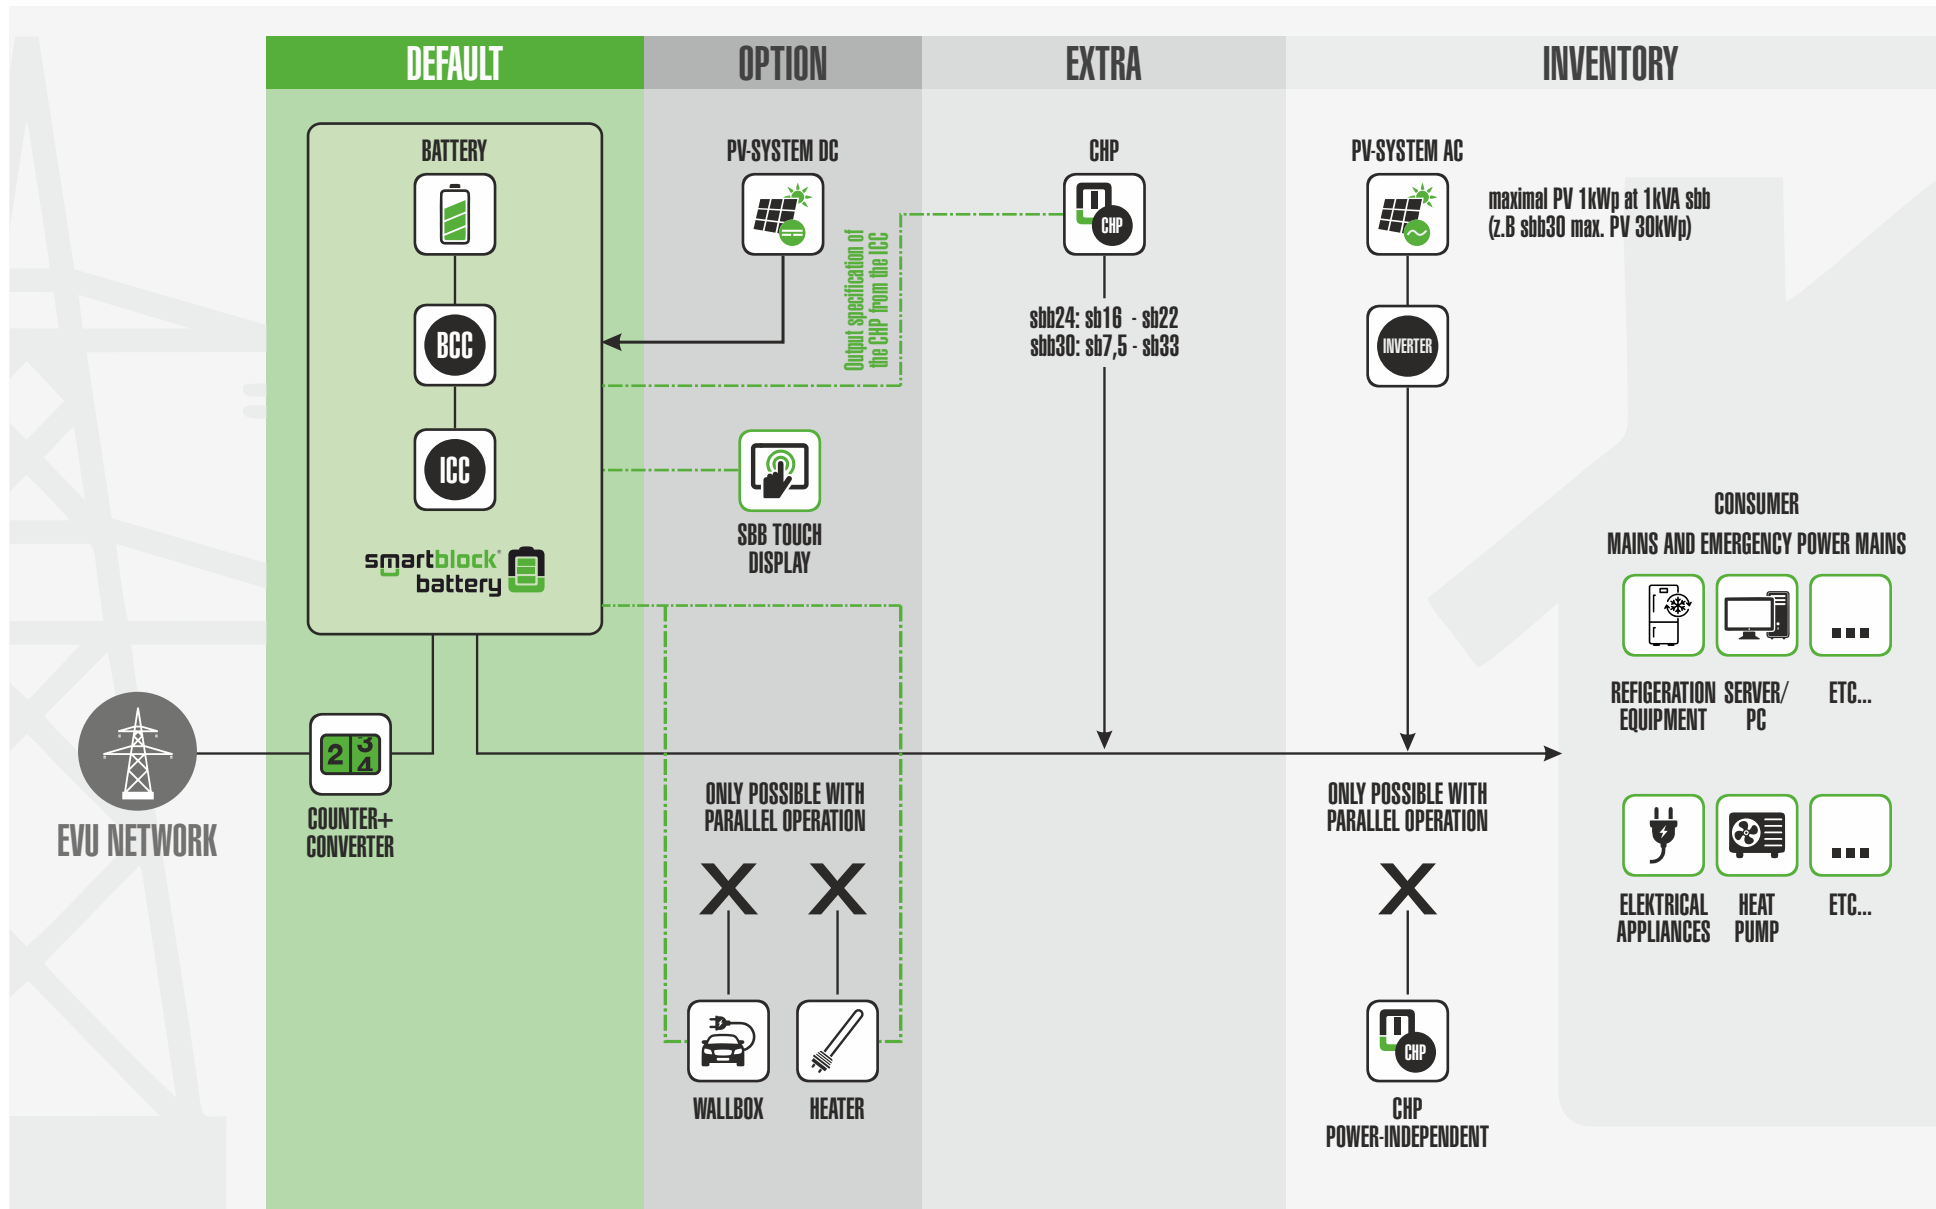 DEFAULT
OPTION
EXTRA
INVENTORY
BATTERY
BCC
ICC
smartblock®
battery
PV-SYSTEM DC
Output specification of
the CHP from the ICC
SBB TOUCH
DISPLAY
CHP
CHP
sbb24: sb16 - sb22
sbb30: sb7,5 - sb33
PV-SYSTEM AC
maximal PV 1kWp at 1kVA sbb
(z.B sbb30 max. PV 30kWp)
INVERTER
CONSUMER
MAINS AND EMERGENCY POWER MAINS
REFIGERATION
EQUIPMENT
SERVER/
PC
ETC...
EVU NETWORK
2 3
4
COUNTER+
CONVERTER
ONLY POSSIBLE WITH
PARALLEL OPERATION
X X
WALLBOX
HEATER
ONLY POSSIBLE WITH
PARALLEL OPERATION
X
CHP
CHP
POWER-INDEPENDENT
ELEKTRICAL
APPLIANCES
HEAT
PUMP
ETC...